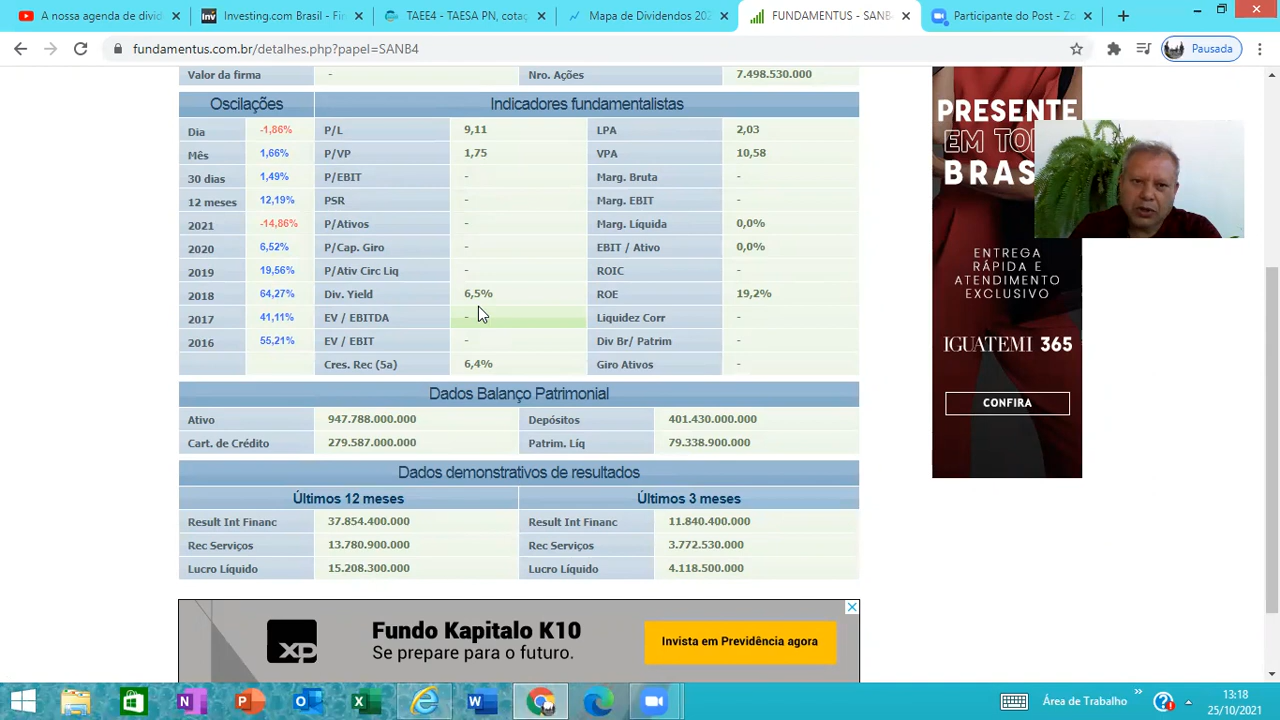 A nossa agenda de divid
Investing.com Brasil - Fin
TAEE4 - TAESA PN, cotaç
Mapa de Dividendos 202
FUNDAMENTUS - SANB4
Participante do Post - Zo
fundamentus.com.br/detalhes.php?papel=SANB4
Pausada
Valor da firma - Nro. Ações 7.498.530.000
Oscilações Indicadores fundamentalistas
Dia -1,86% P/L 9,11 LPA 2,03
Mês 1,66% P/VP 1,75 VPA 10,58
30 dias 1,49% P/EBIT - Marg. Bruta -
12 meses 12,19% PSR - Marg. EBIT -
2021 -14,86% P/Ativos - Marg. Líquida 0,0%
2020 6,52% P/Cap. Giro - EBIT / Ativo 0,0%
2019 19,56% P/Ativ Circ Liq - ROIC -
2018 64,27% Div. Yield 6,5% ROE 19,2%
2017 41,11% EV / EBITDA - Liquidez Corr -
2016 55,21% EV / EBIT - Div Br/ Patrim -
Cres. Rec (5a) 6,4% Giro Ativos -
Dados Balanço Patrimonial
Ativo 947.788.000.000 Depósitos 401.430.000.000
Cart. de Crédito 279.587.000.000 Patrim. Líq 79.338.900.000
Dados demonstrativos de resultados
Últimos 12 meses Últimos 3 meses
Result Int Financ 37.854.400.000 Result Int Financ 11.840.400.000
Rec Serviços 13.780.900.000 Rec Serviços 3.772.530.000
Lucro Líquido 15.208.300.000 Lucro Líquido 4.118.500.000
PRESENTE
EM
BRAS
ENTREGA
RÁPIDA E
ATENDIMENTO
EXCLUSIVO
IGUATEMI 365
CONFIRA
xp
Fundo Kapitalo K10
Se prepare para o futuro.
Invista em Previdência agora
Área de Trabalho
13:18
25/10/2021